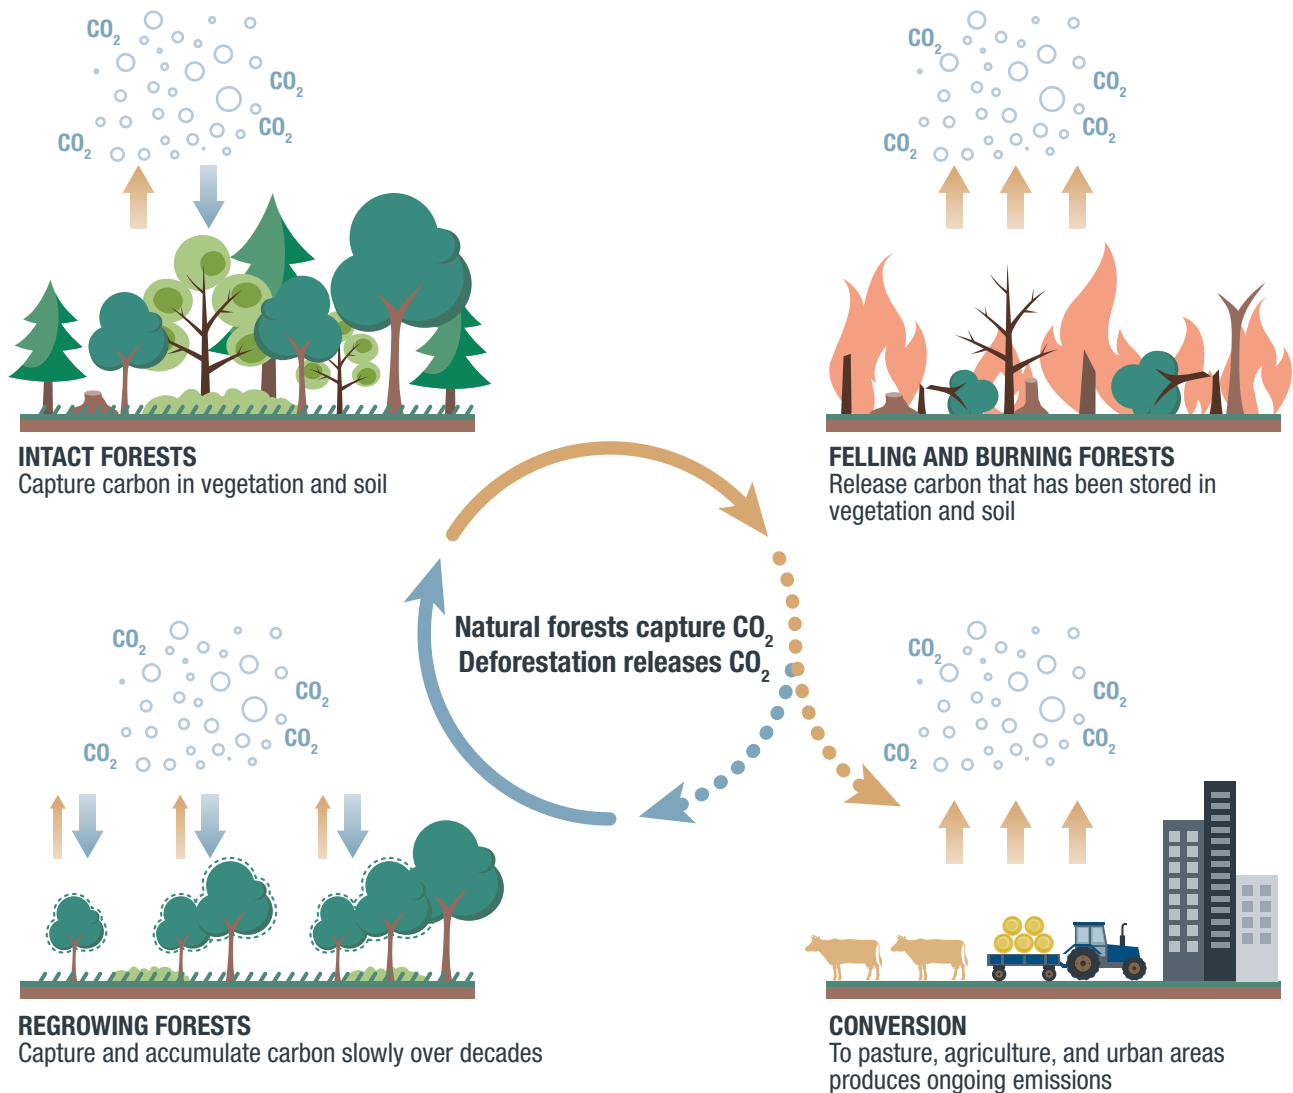 CO2
CO2
CO2
CO2
INTACT FORESTS
Capture carbon in vegetation and soil
CO2
CO2
CO2
CO2
FELLING AND BURNING FORESTS
Release carbon that has been stored in
vegetation and soil
Natural forests capture CO2
Deforestation releases CO2
CO2
CO2
CO2
CO2
REGROWING FORESTS
Capture and accumulate carbon slowly over decades
CO2
CO2
CO2
CO2
CONVERSION
To pasture, agriculture, and urban areas
produces ongoing emissions